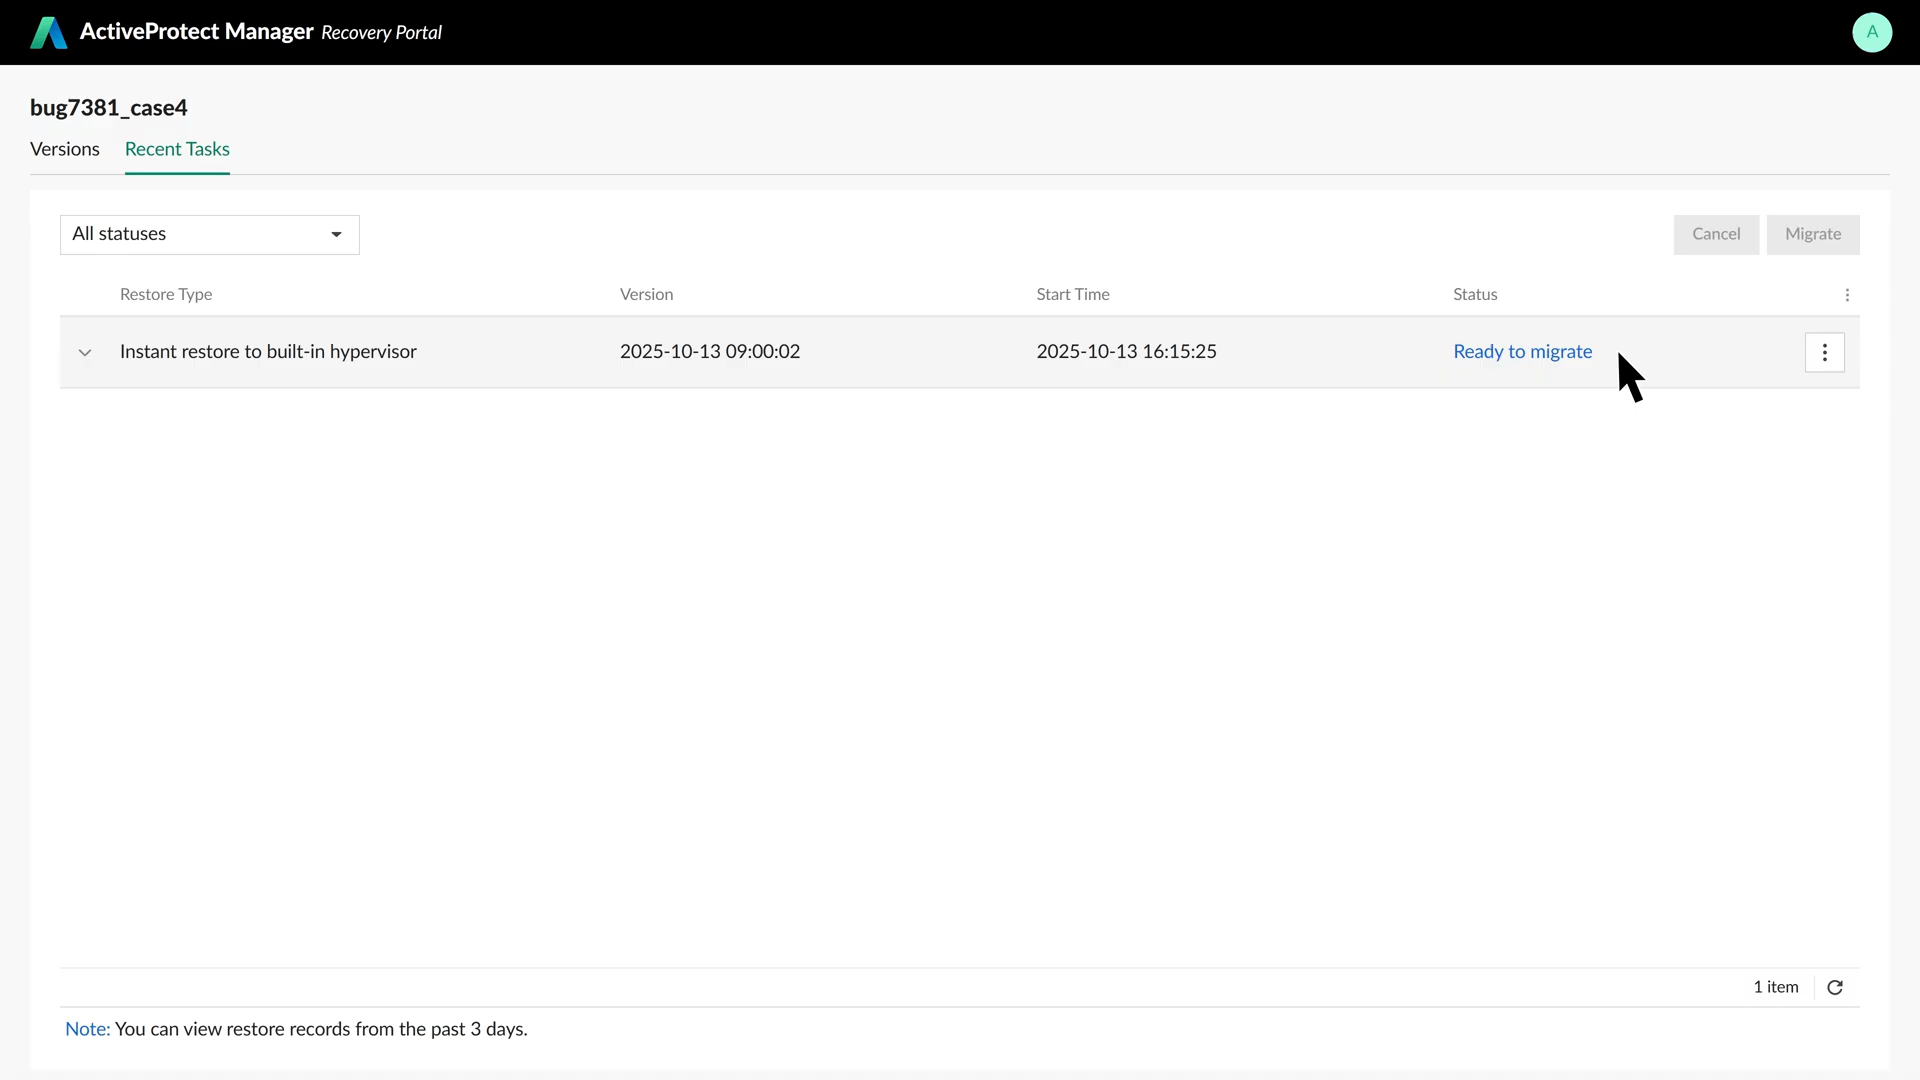 ActiveProtect Manager Recovery Portal
A
bug7381_case4
Versions Recent Tasks
All statuses
Cancel Migrate
Restore Type Version Start Time Status
Instant restore to built-in hypervisor 2025-10-13 09:00:02 2025-10-13 16:15:25 Ready to migrate
1 item
Note: You can view restore records from the past 3 days.